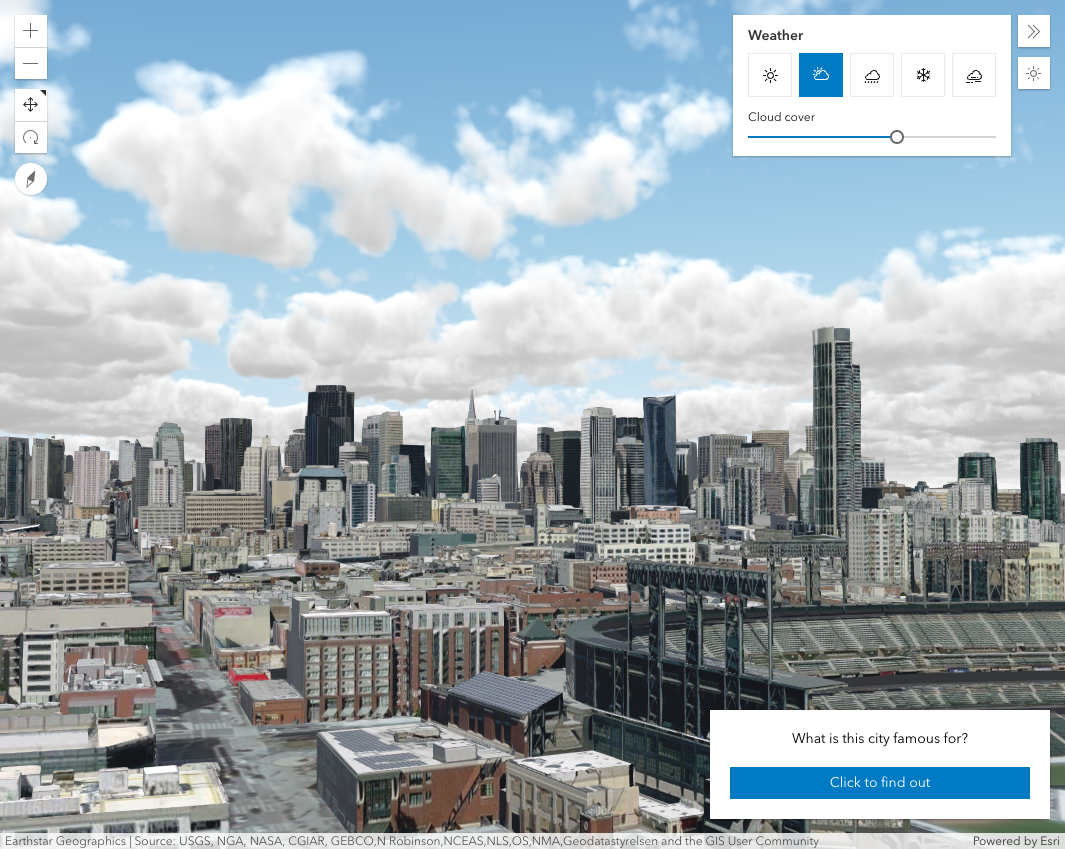 Weather
Cloud cover
What is this city famous for?
Click to find out
Earthstar Geographics | Source: USGS, NGA, NASA, CGIAR, GEBCO,N Robinson,NCEAS,NLS,OS,NMA,Geodatastyrelsen and the GIS User Community
Powered by Esri